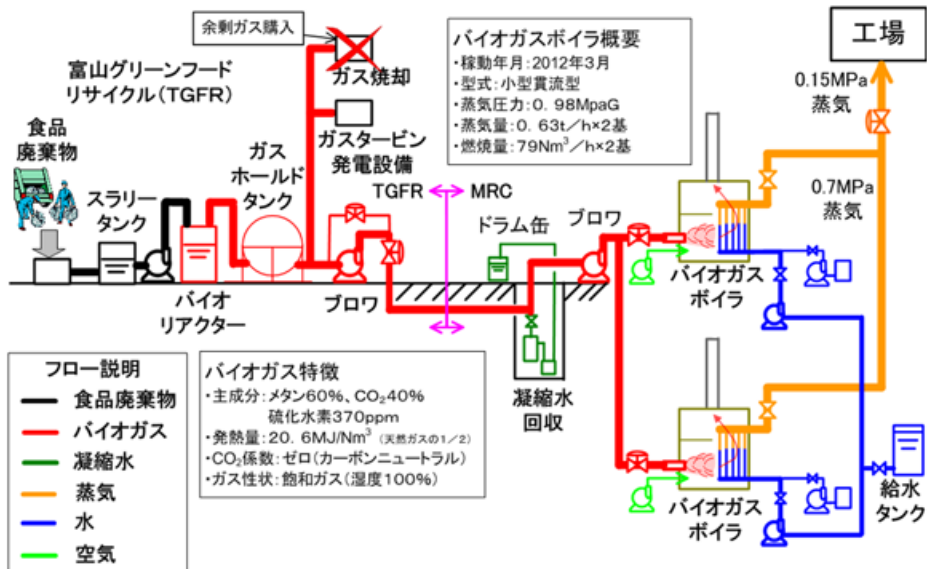 余剰ガス購入
富山グリーンフード
リサイクル(TGFR)
食品
廃棄物
スラリー
タンク
ガス
ホールド
タンク
ガス焼却
ガスタービン
発電設備
バイオ
リアクター
ブロワ
TGFR
MRC
バイオガスボイラ概要
・稼動年月:2012年3月
・型式:小型貫流型
・蒸気圧力:0.98MpaG
・蒸気量:0.63t/h×2基
・燃焼量:79Nm³/h×2基
ドラム缶
ブロワ
凝縮水
回収
工場
0.15MPa
蒸気
0.7MPa
蒸気
バイオガス
ボイラ
バイオガス
ボイラ
給水
タンク
フロー説明
食品廃棄物
バイオガス
凝縮水
蒸気
水
空気
バイオガス特徴
・主成分:メタン60%、CO₂40%
硫化水素370ppm
・発熱量:20.6MJ/Nm³ (天然ガスの1/2)
・CO₂係数:ゼロ(カーボンニュートラル)
・ガス性状:飽和ガス(湿度100%)